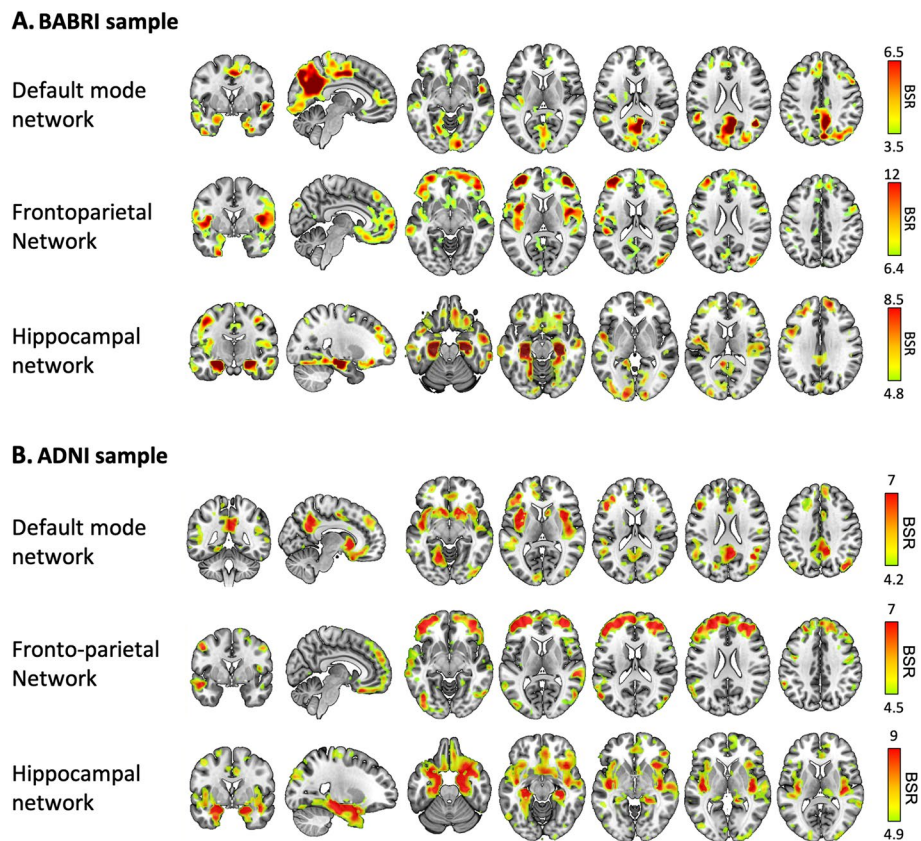 A. BABRI sample
6.5
Default mode
network
BSR
3.5
12
Frontoparietal
Network
BSR
6.4
8.5
Hippocampal
network
BSR
4.8
B. ADNI sample
7
Default mode
network
BSR
4.2
7
Fronto-parietal
Network
BSR
4.5
9
Hippocampal
network
BSR
4.9